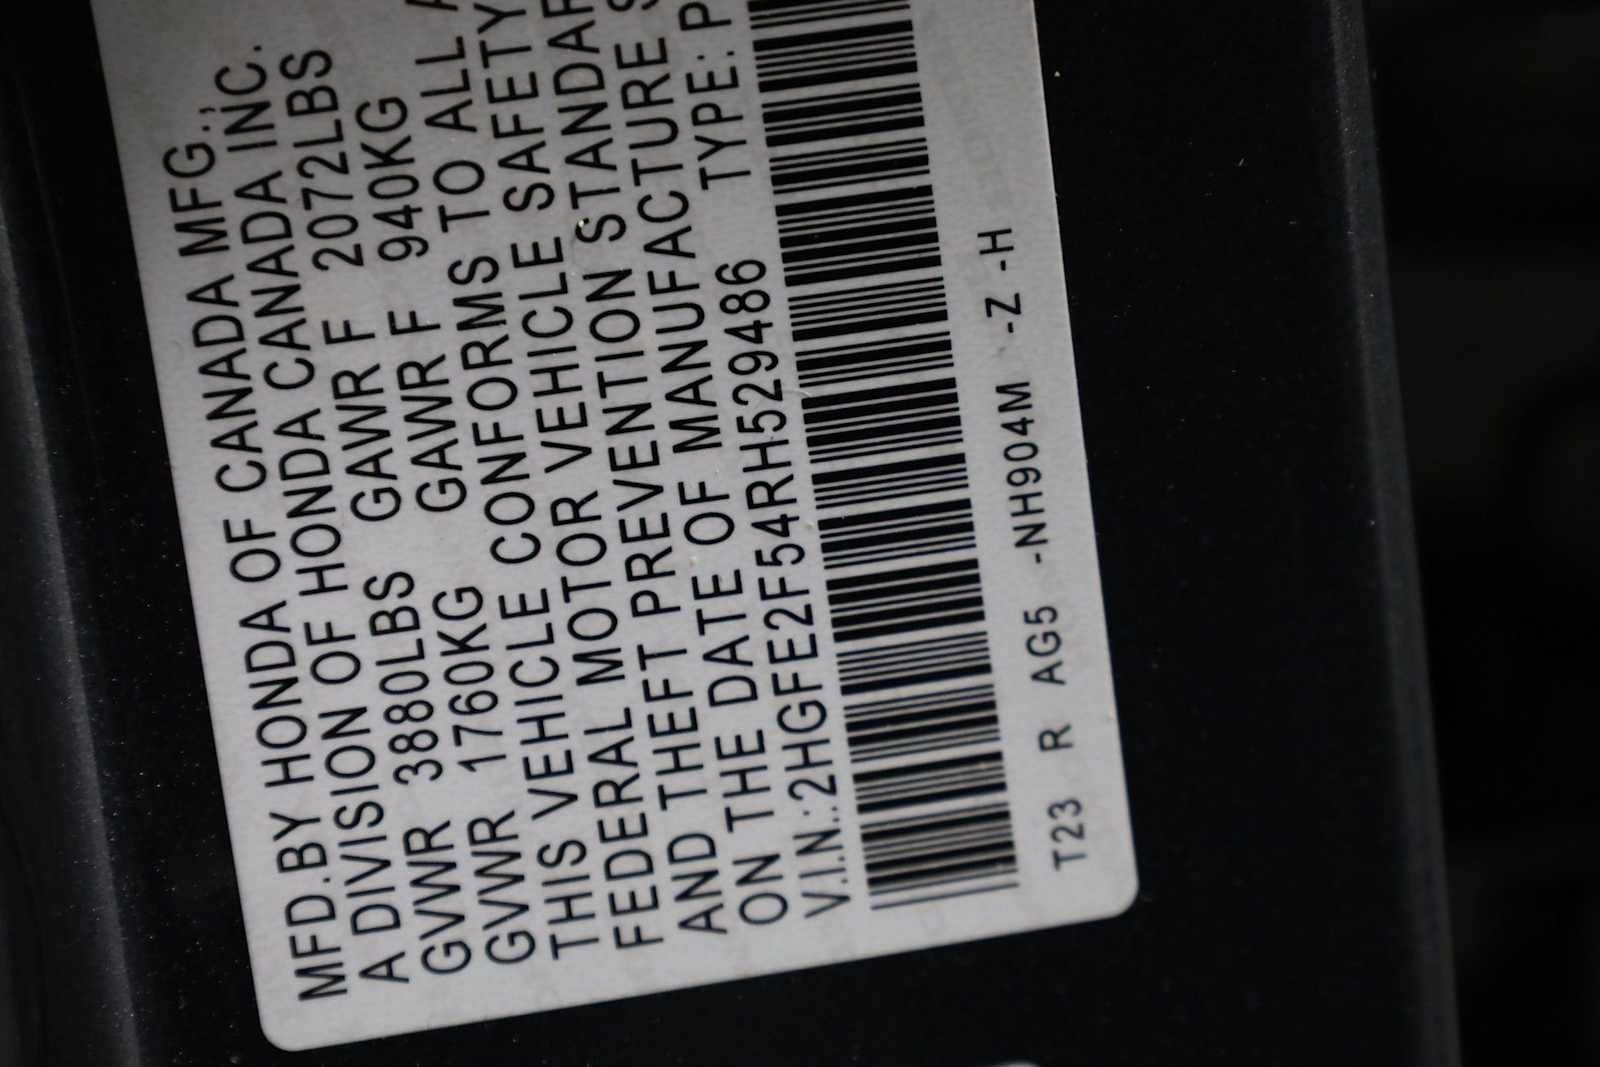 MFD.BY HONDA OF CANADA MFG.,
A DIVISION OF HONDA CANADA INC.
GVWR 3880LBS GAWR F 2072LBS
GVWR 1760KG GAWR F 940KG
THIS VEHICLE CONFORMS TO ALL A
FEDERAL MOTOR VEHICLE SAFETY
AND THEFT PREVENTION STANDAR
ON THE DATE OF MANUFACTURE S
V.I.N.:2HGFE2F54RH529486 TYPE:P
T23 R AG5 -NH904M -Z -H